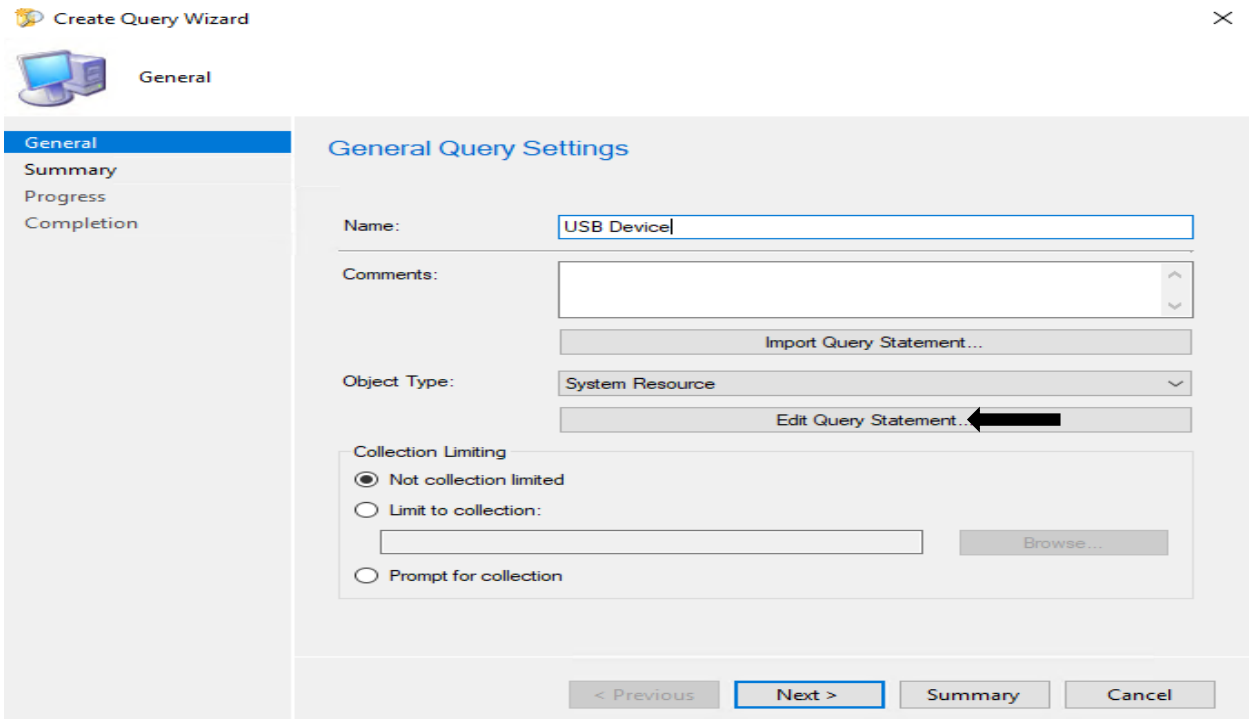 Create Query Wizard
General
General
Summary
Progress
Completion
General Query Settings
Name:
USB Device
Comments:
Import Query Statement...
Object Type:
System Resource
Edit Query Statement...
Collection Limiting
Not collection limited
Limit to collection:
Browse...
Prompt for collection
< Previous
Next >
Summary
Cancel